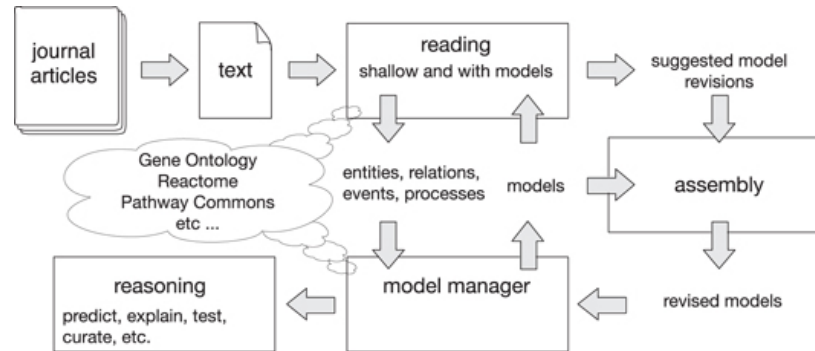 journal
articles
text
reading
shallow and with models
suggested model
revisions
Gene Ontology
Reactome
Pathway Commons
etc ...
entities, relations,
events, processes
models
assembly
reasoning
predict, explain, test,
curate, etc.
model manager
revised models